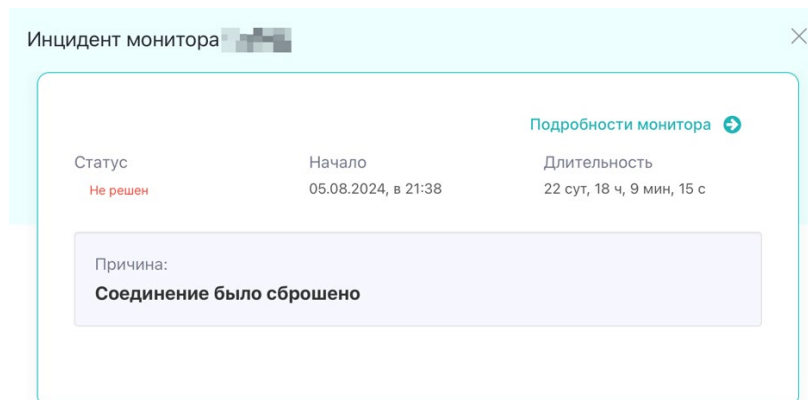 Инцидент монитора
Подробности монитора
Статус
Начало
Длительность
Не решен
05.08.2024, в 21:38
22 сут, 18 ч, 9 мин, 15 с
Причина:
Соединение было сброшено